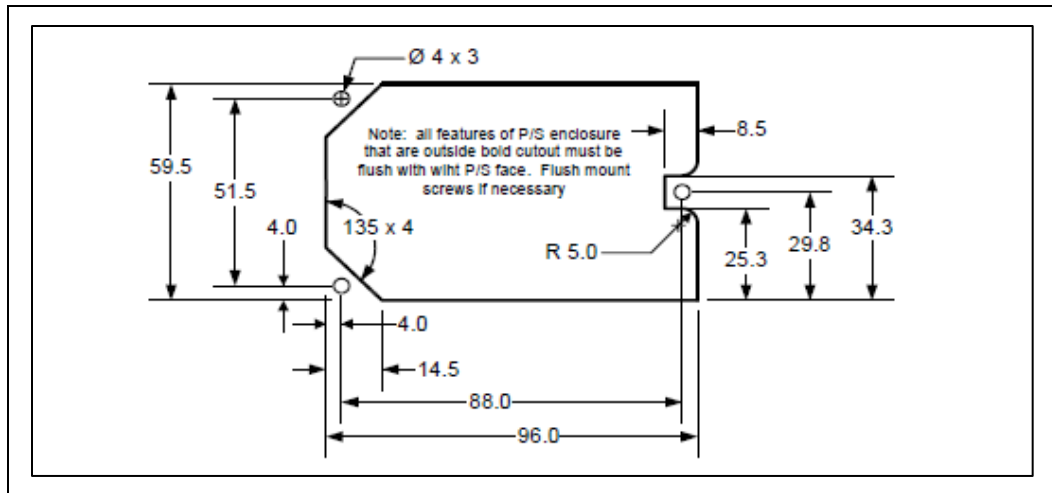 Ø 4 x 3
Note: all features of P/S enclosure
that are outside bold cutout must be
flush with wiht P/S face. Flush mount
screws if necessary
8.5
59.5
51.5
4.0
135 x 4
R 5.0
25.3
29.8
34.3
4.0
14.5
88.0
96.0